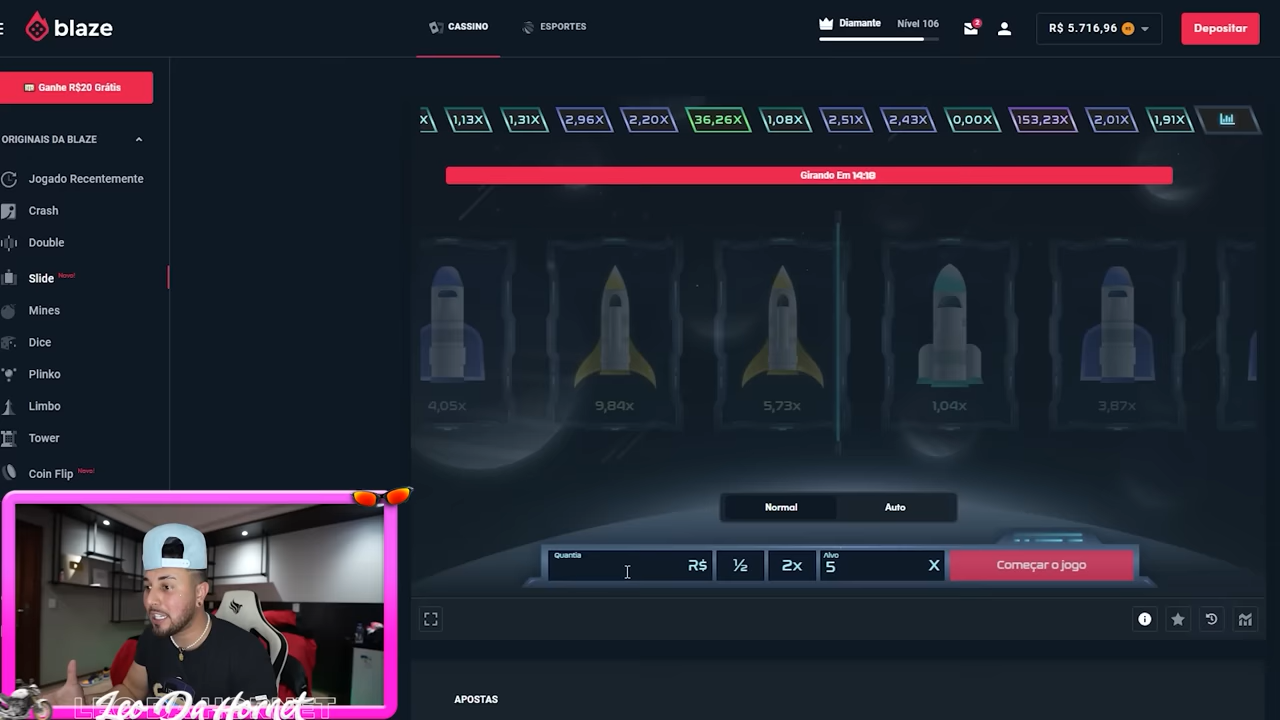 blaze
CASSINO
ESPORTES
Diamante
Nível 106
2
R$ 5.716,96
Depositar
Ganhe R$20 Grátis
ORIGINAIS DA BLAZE
Jogado Recentemente
Crash
Double
Slide Novo!
Mines
Dice
Plinko
Limbo
Tower
Coin Flip Novo!
X 1,13X 1,31X 2,96X 2,20X 36,26X 1,08X 2,51X 2,43X 0,00X 153,23X 2,01X 1,91X
Girando Em
4,05x 9,84x 5,73x 1,04x 3,87x
Normal
Auto
Quantia
R$
½
2x
Alvo
5 X
Começar o jogo
APOSTAS
Leo Da Hornet